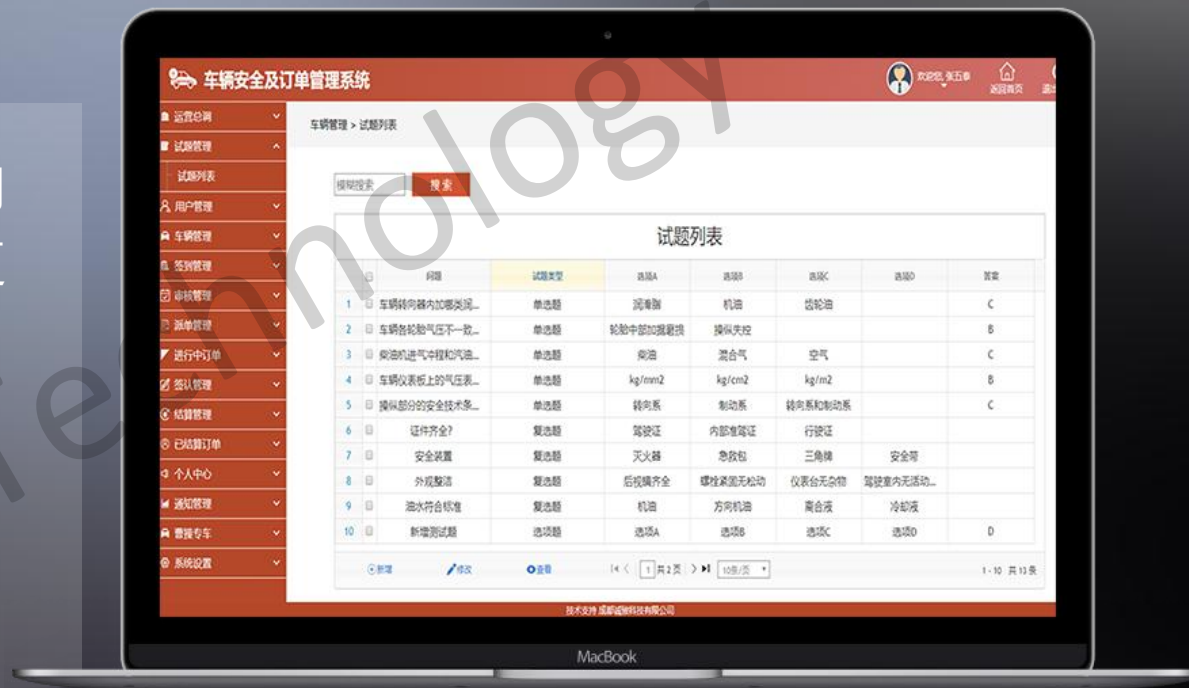 车辆安全及订单管理系统
欢迎您, 张五奉
返回首页
运营总调
试题管理
试题列表
用户管理
车辆管理
签到管理
审核管理
派单管理
进行中订单
签认管理
结算管理
已结算订单
个人中心
通知管理
曹操专车
系统设置
车辆管理 > 试题列表
模糊搜索 搜索
试题列表
问题 试题类型 选项A 选项B 选项C 选项D 答案
1 车辆转向器内加哪类润... 单选题 润滑脂 机油 齿轮油 C
2 车辆各轮胎气压不一致... 单选题 轮胎中部加剧磨损 操纵失控 B
3 柴油机进气冲程和汽油... 单选题 柴油 混合气 空气 C
4 车辆仪表板上的气压表... 单选题 kg/mm2 kg/cm2 kg/m2 B
5 操纵部分的安全技术条... 单选题 转向系 制动系 转向系和制动系 C
6 证件齐全? 复选题 驾驶证 内部准驾证 行驶证
7 安全装置 复选题 灭火器 急救包 三角牌 安全带
8 外观整洁 复选题 后视镜齐全 螺栓紧固无松动 仪表台无杂物 驾驶室内无活动...
9 油水符合标准 复选题 机油 方向机油 离合液 冷却液
10 新增测试题 选项题 选项A 选项B 选项C 选项D D
新增 修改 查看 1 共2页 10条/页 1 - 10 共13条
MacBook
Technology